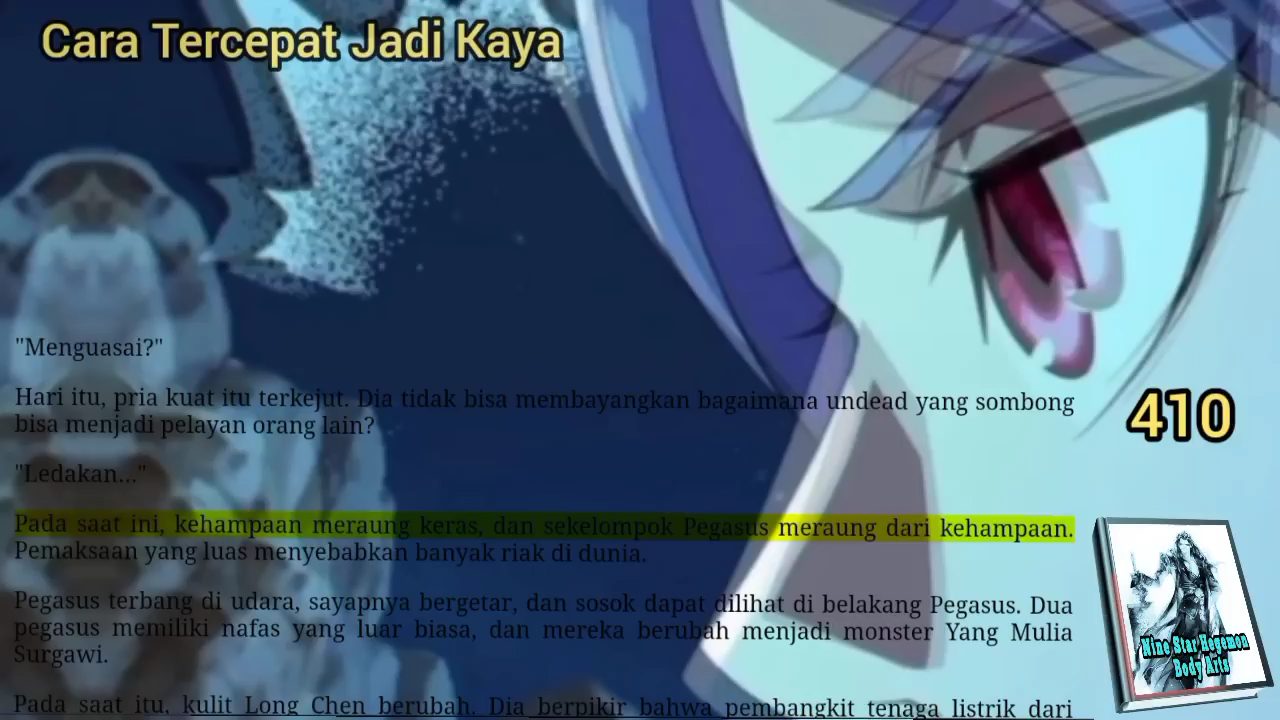 Cara Tercepat Jadi Kaya
"Menguasai?"
Hari itu, pria kuat itu terkejut. Dia tidak bisa membayangkan bagaimana undead yang sombong
bisa menjadi pelayan orang lain?
410
"Ledakan..."
Pada saat ini, kehampaan meraung keras, dan sekelompok Pegasus meraung dari kehampaan.
Pemaksaan yang luas menyebabkan banyak riak di dunia.
Pegasus terbang di udara, sayapnya bergetar, dan sosok dapat dilihat di belakang Pegasus. Dua
pegasus memiliki nafas yang luar biasa, dan mereka berubah menjadi monster Yang Mulia
Surgawi.
Nine Star Hegemon
Body Arts
Pada saat itu, kulit Long Chen berubah. Dia berpikir bahwa pembangkit tenaga listrik dari